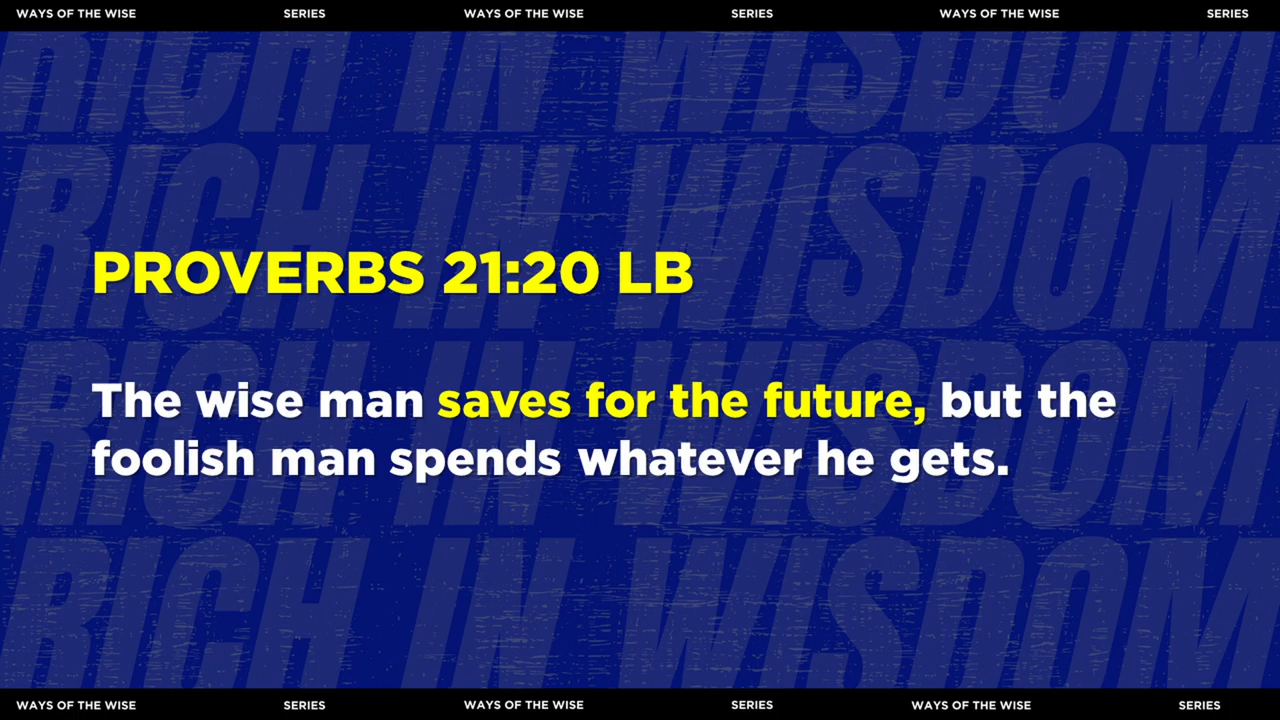 WAYS OF THE WISE SERIES WAYS OF THE WISE SERIES WAYS OF THE WISE SERIES
RICH IN WISDOM
RICH IN WISDOM
PROVERBS 21:20 LB
RICH IN WISDOM
The wise man saves for the future, but the
foolish man spends whatever he gets.
RICH IN WISDOM
WAYS OF THE WISE SERIES WAYS OF THE WISE SERIES WAYS OF THE WISE SERIES